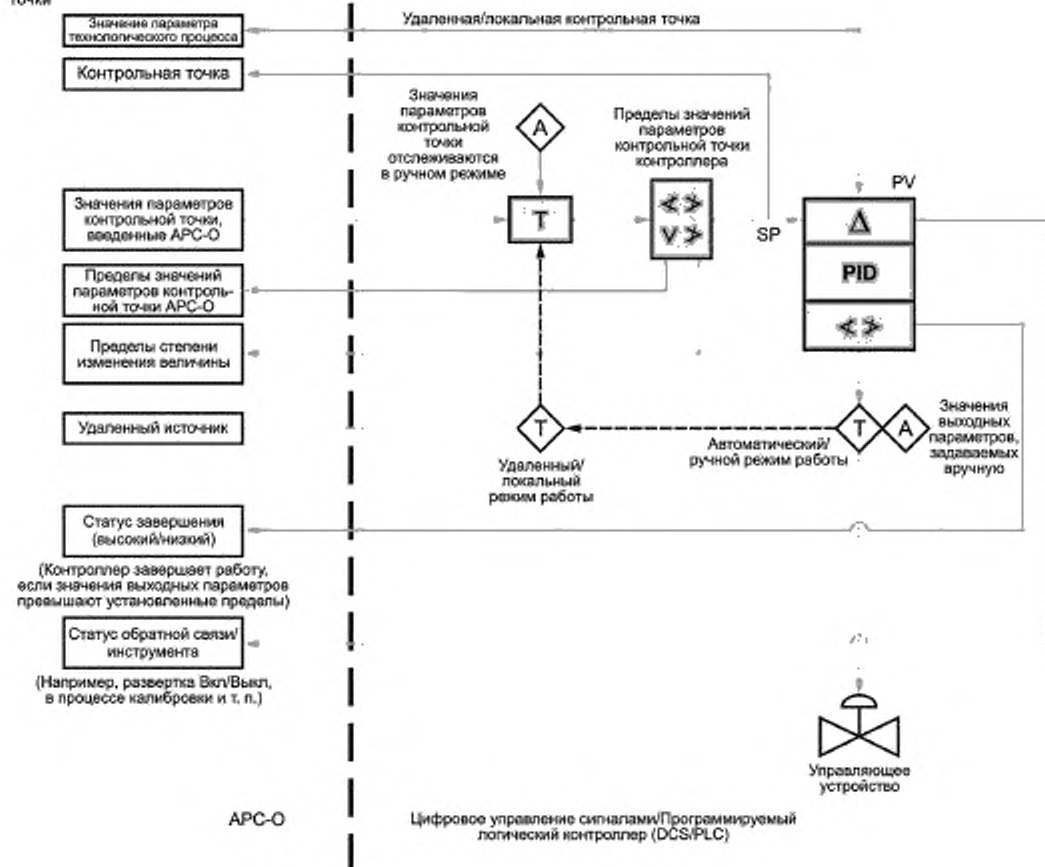 точки
Значение параметра
технологического процесса
Удаленная/локальная контрольная точка
Контрольная точка
Значения
параметров
контрольной
точки
отслеживаются
в ручном режиме
A
Пределы значений
параметров
контрольной точки
контроллера
Значения параметров
контрольной точки,
введенные APC-O
T
< >
V >
SP
PV
Δ
PID
< >
Пределы значений
параметров контроль-
ной точки APC-O
Пределы степени
изменения величины
Удаленный источник
T
Удаленный/
локальный
режим работы
Автоматический/
ручной режим работы
T
A
Значения
выходных
параметров,
задаваемых
вручную
Статус завершения
(высокий/низкий)
(Контроллер завершает работу,
если значения выходных параметров
превышают установленные пределы)
Статус обратной связи/
инструмента
(Например, развертка Вкл/Выкл,
в процессе калибровки и т. п.)
Управляющее
устройство
APC-O
Цифровое управление сигналами/Программируемый
логический контроллер (DCS/PLC)